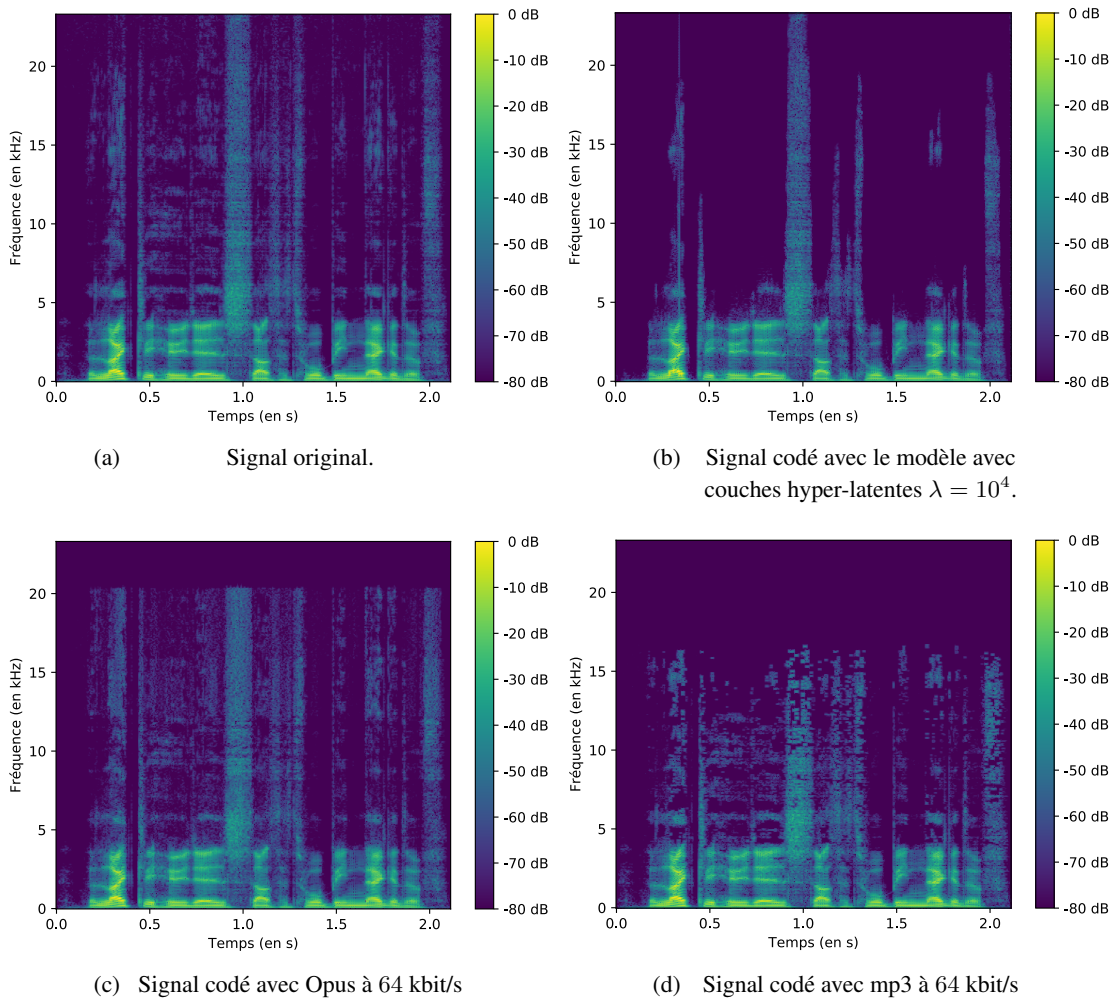 20
15
10
5
0
Fréquence (en kHz)
0.0 0.5 1.0 1.5 2.0
Temps (en s)
0 dB
-10 dB
-20 dB
-30 dB
-40 dB
-50 dB
-60 dB
-70 dB
-80 dB
(a) Signal original.
20
15
10
5
0
Fréquence (en kHz)
0.0 0.5 1.0 1.5 2.0
Temps (en s)
0 dB
-10 dB
-20 dB
-30 dB
-40 dB
-50 dB
-60 dB
-70 dB
-80 dB
(b) Signal codé avec le modèle avec
couches hyper-latentes λ = 10⁴.
20
15
10
5
0
Fréquence (en kHz)
0.0 0.5 1.0 1.5 2.0
Temps (en s)
0 dB
-10 dB
-20 dB
-30 dB
-40 dB
-50 dB
-60 dB
-70 dB
-80 dB
(c) Signal codé avec Opus à 64 kbit/s
20
15
10
5
0
Fréquence (en kHz)
0.0 0.5 1.0 1.5 2.0
Temps (en s)
0 dB
-10 dB
-20 dB
-30 dB
-40 dB
-50 dB
-60 dB
-70 dB
-80 dB
(d) Signal codé avec mp3 à 64 kbit/s